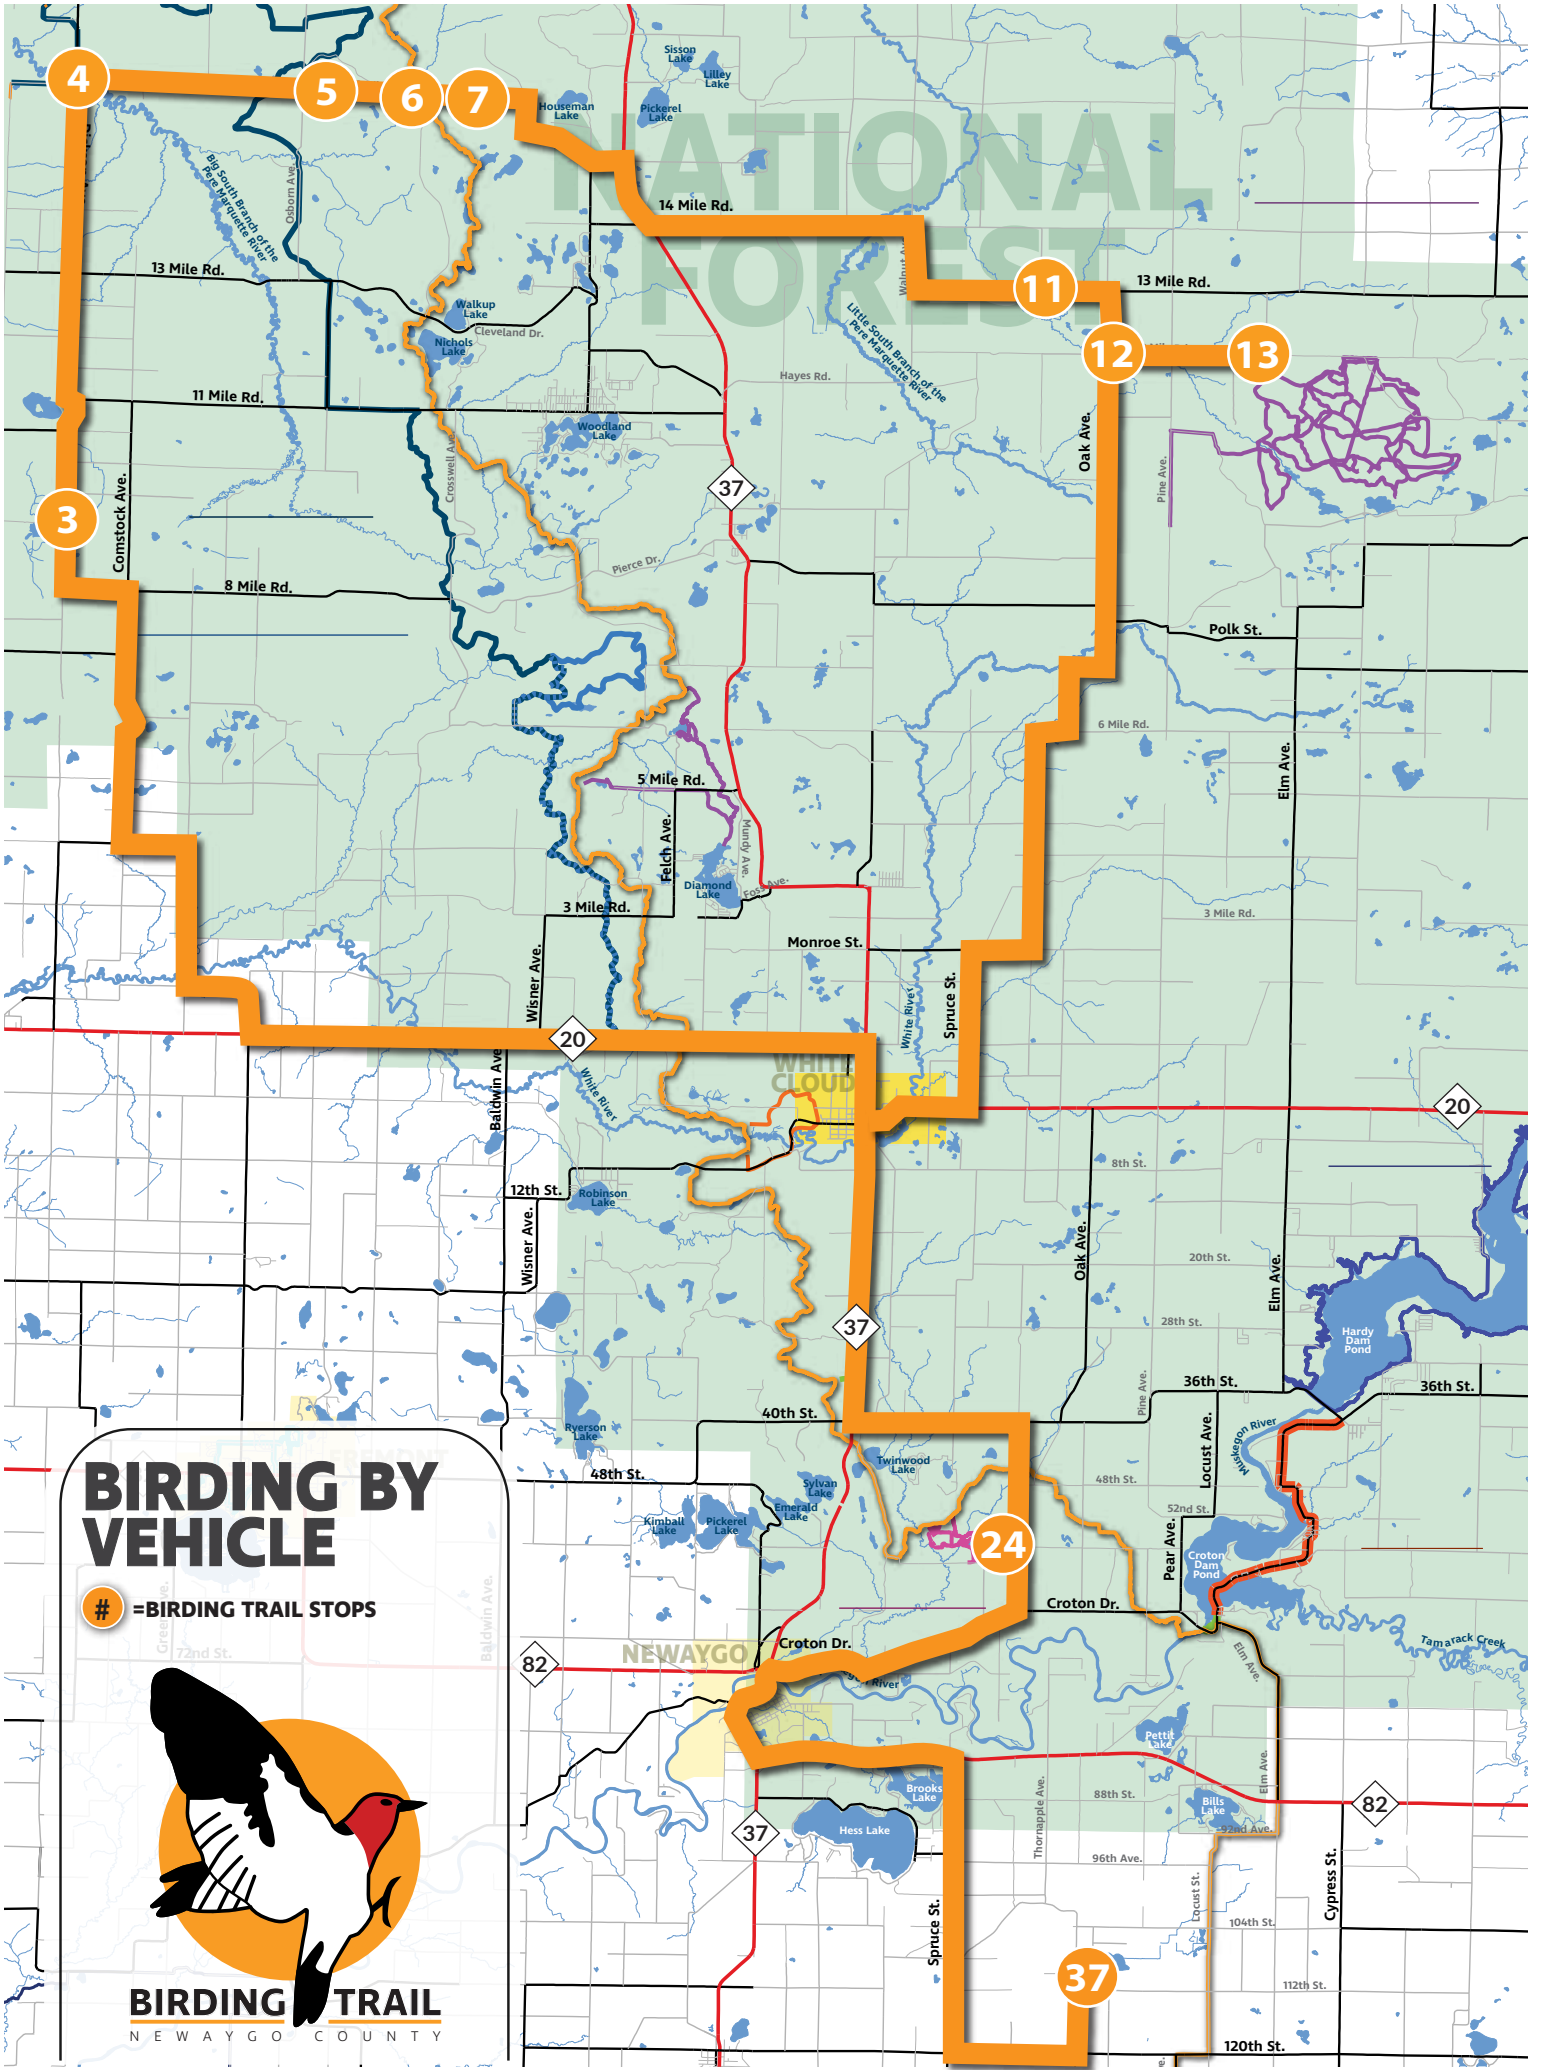 4
5
6
7
Sisson
Lake
Lilley
Lake
Houseman
Lake
Pickerel
Lake
NATIONAL
FOREST
Big South Branch of the
Pere Marquette River
Osborn Ave.
14 Mile Rd.
13 Mile Rd.
11
13 Mile Rd.
Walkup
Lake
Cleveland Dr.
Nichols
Lake
Little South Branch of the
Pere Marquette River
12
13
Hayes Rd.
11 Mile Rd.
Woodland
Lake
Oak Ave.
Crosswell Ave.
Pine Ave.
37
3
Comstock Ave.
Pierce Dr.
8 Mile Rd.
Polk St.
6 Mile Rd.
5 Mile Rd.
Elm Ave.
Felch Ave.
Mundy Ave.
Diamond
Lake
Foss Ave.
3 Mile Rd.
3 Mile Rd.
Monroe St.
Wisner Ave.
White River
Spruce St.
20
WHITE
CLOUD
Baldwin Ave.
White River
20
8th St.
12th St.
Robinson
Lake
Wisner Ave.
Oak Ave.
20th St.
Elm Ave.
28th St.
37
Hardy
Dam
Pond
36th St.
36th St.
Pine Ave.
40th St.
Ryerson
Lake
Locust Ave.
Muskegon River
FREMONT
BIRDING BY
VEHICLE
48th St.
Twinwood
Lake
48th St.
Sylvan
Lake
Emerald
Lake
Kimball
Lake
Pickerel
Lake
52nd St.
24
Pear Ave.
Croton
Dam
Pond
# =BIRDING TRAIL STOPS
Baldwin Ave.
72nd St.
Croton Dr.
Croton Dr.
Tamarack Creek
NEWAYGO
82
Elm Ave.
River
Pettit
Lake
Elm Ave.
Brooks
Lake
Thornapple Ave.
88th St.
Bills
Lake
82
37
Hess Lake
92nd Ave.
96th Ave.
Cypress St.
Locust St.
Spruce St.
104th St.
37
112th St.
120th St.
BIRDING TRAIL
NEWAYGO COUNTY